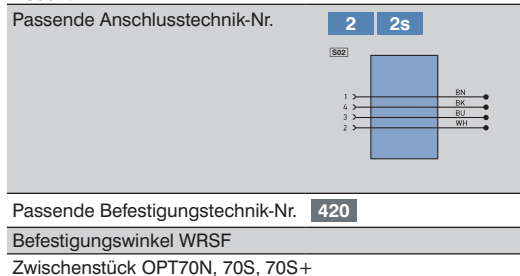 Passende Anschlusstechnik-Nr. 2 2s
S02
1 BN
4 BK
3 BU
2 WH
Passende Befestigungstechnik-Nr. 420
Befestigungswinkel WRSF
Zwischenstück OPT70N, 70S, 70S+